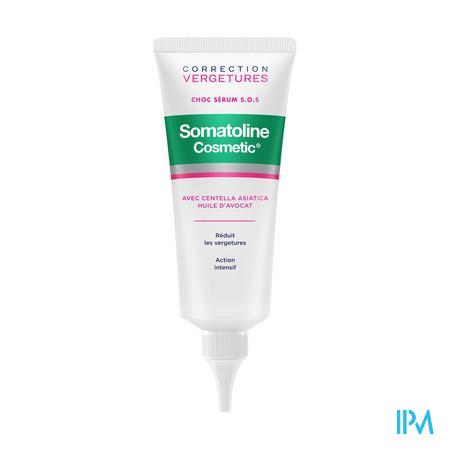 CORRECTION
VERGETURES
CHOC SÉRUM S.O.S
Somatoline
Cosmetic®
AVEC CENTELLA ASIATICA
HUILE D'AVOCAT
Réduit
les vergetures
Action
intensif
IPM